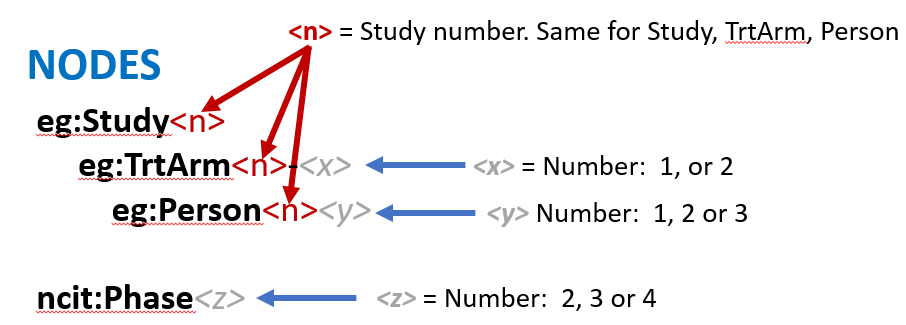 <n> = Study number. Same for Study, TrtArm, Person
NODES
eg:Study<n>
eg:TrtArm<n>-<x> <x> = Number: 1, or 2
eg:Person<n><y> <y> Number: 1, 2 or 3
ncit:Phase<z> <z> = Number: 2, 3 or 4